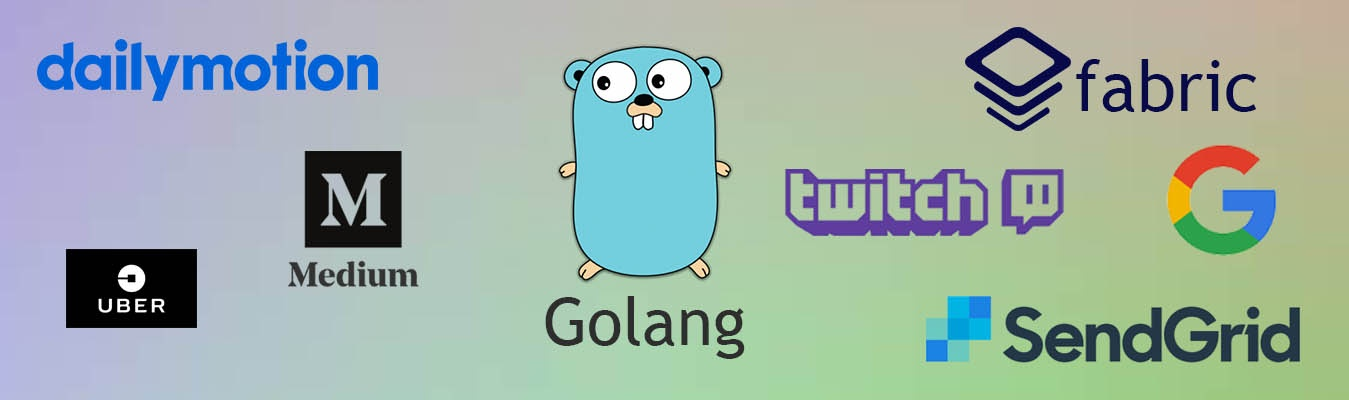 dailymotion
fabric
M
Medium
twitch
UBER
Golang
SendGrid